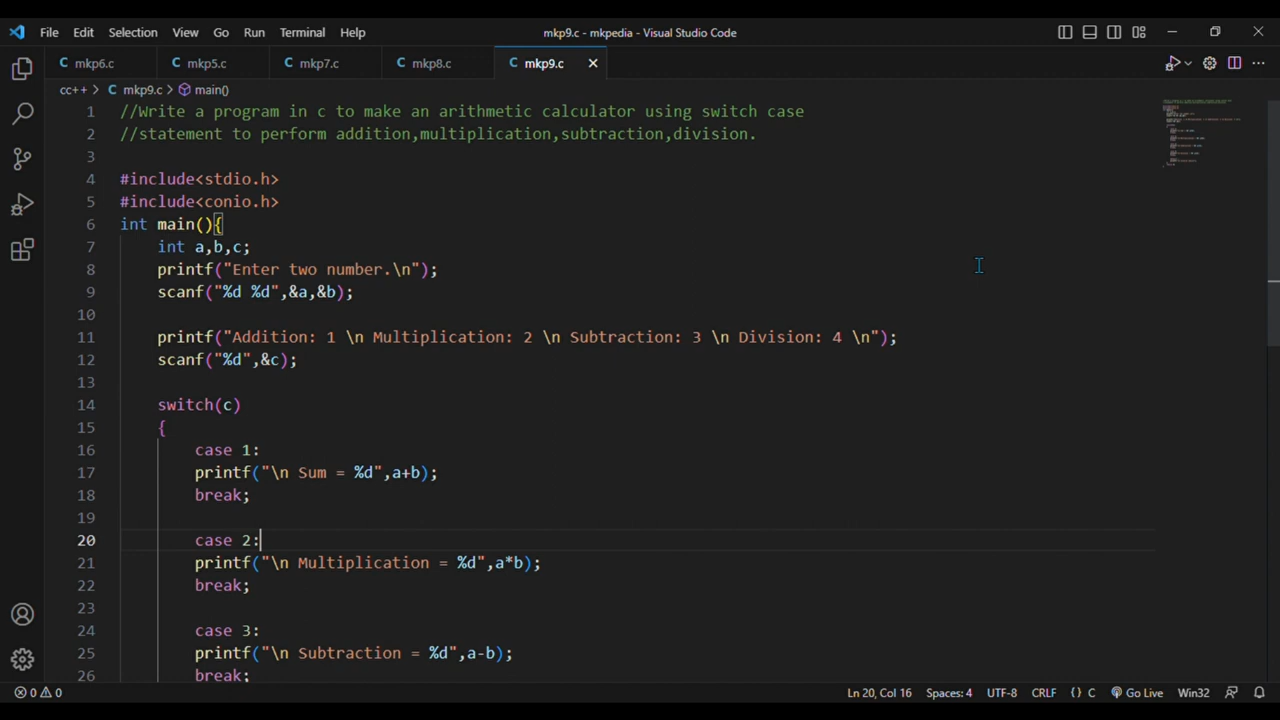 File Edit Selection View Go Run Terminal Help mkp9.c - mkpedia - Visual Studio Code
C mkp6.c C mkp5.c C mkp7.c C mkp8.c C mkp9.c
cc++ > C mkp9.c > main()
1 //Write a program in c to make an arithmetic calculator using switch case
2 //statement to perform addition,multiplication,subtraction,division.
3
4 #include<stdio.h>
5 #include<conio.h>
6 int main(){
7 int a,b,c;
8 printf("Enter two number.\n");
9 scanf("%d %d",&a,&b);
10
11 printf("Addition: 1 \n Multiplication: 2 \n Subtraction: 3 \n Division: 4 \n");
12 scanf("%d",&c);
13
14 switch(c)
15 {
16 case 1:
17 printf("\n Sum = %d",a+b);
18 break;
19
20 case 2:
21 printf("\n Multiplication = %d",a*b);
22 break;
23
24 case 3:
25 printf("\n Subtraction = %d",a-b);
26 break;
0 0 Ln 20, Col 16 Spaces: 4 UTF-8 CRLF {} C Go Live Win32